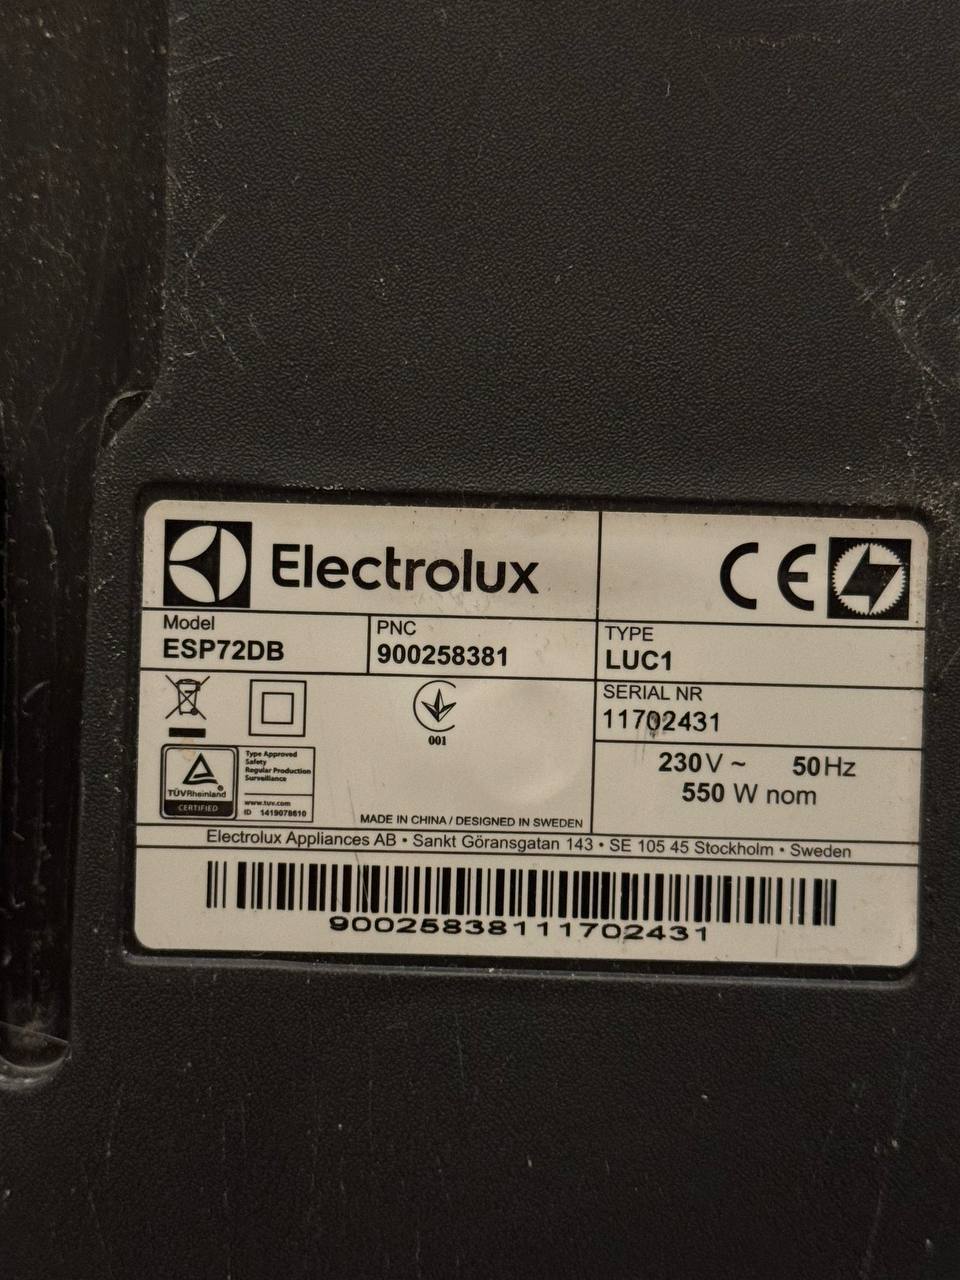 Electrolux
CE
Model
ESP72DB
PNC
900258381
TYPE
LUC1
SERIAL NR
11702431
001
230V ~ 50Hz
550 W nom
TÜVRheinland
CERTIFIED
Type Approved
Safety
Regular Production
Surveillance
www.tuv.com
ID 1419078610
MADE IN CHINA / DESIGNED IN SWEDEN
Electrolux Appliances AB • Sankt Göransgatan 143 • SE 105 45 Stockholm • Sweden
90025838111702431